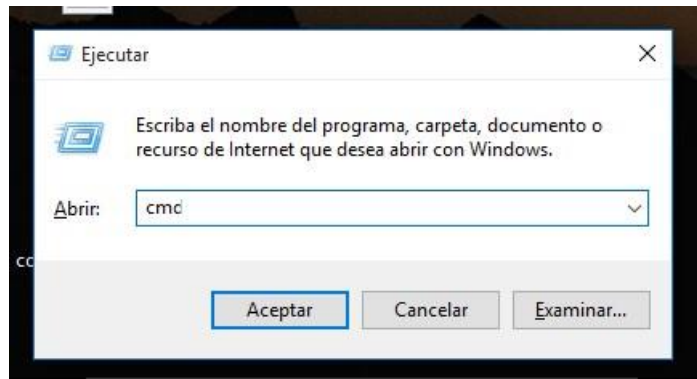 Ejecutar
Escriba el nombre del programa, carpeta, documento o
recurso de Internet que desea abrir con Windows.
Abrir:
cmd
Aceptar
Cancelar
Examinar...